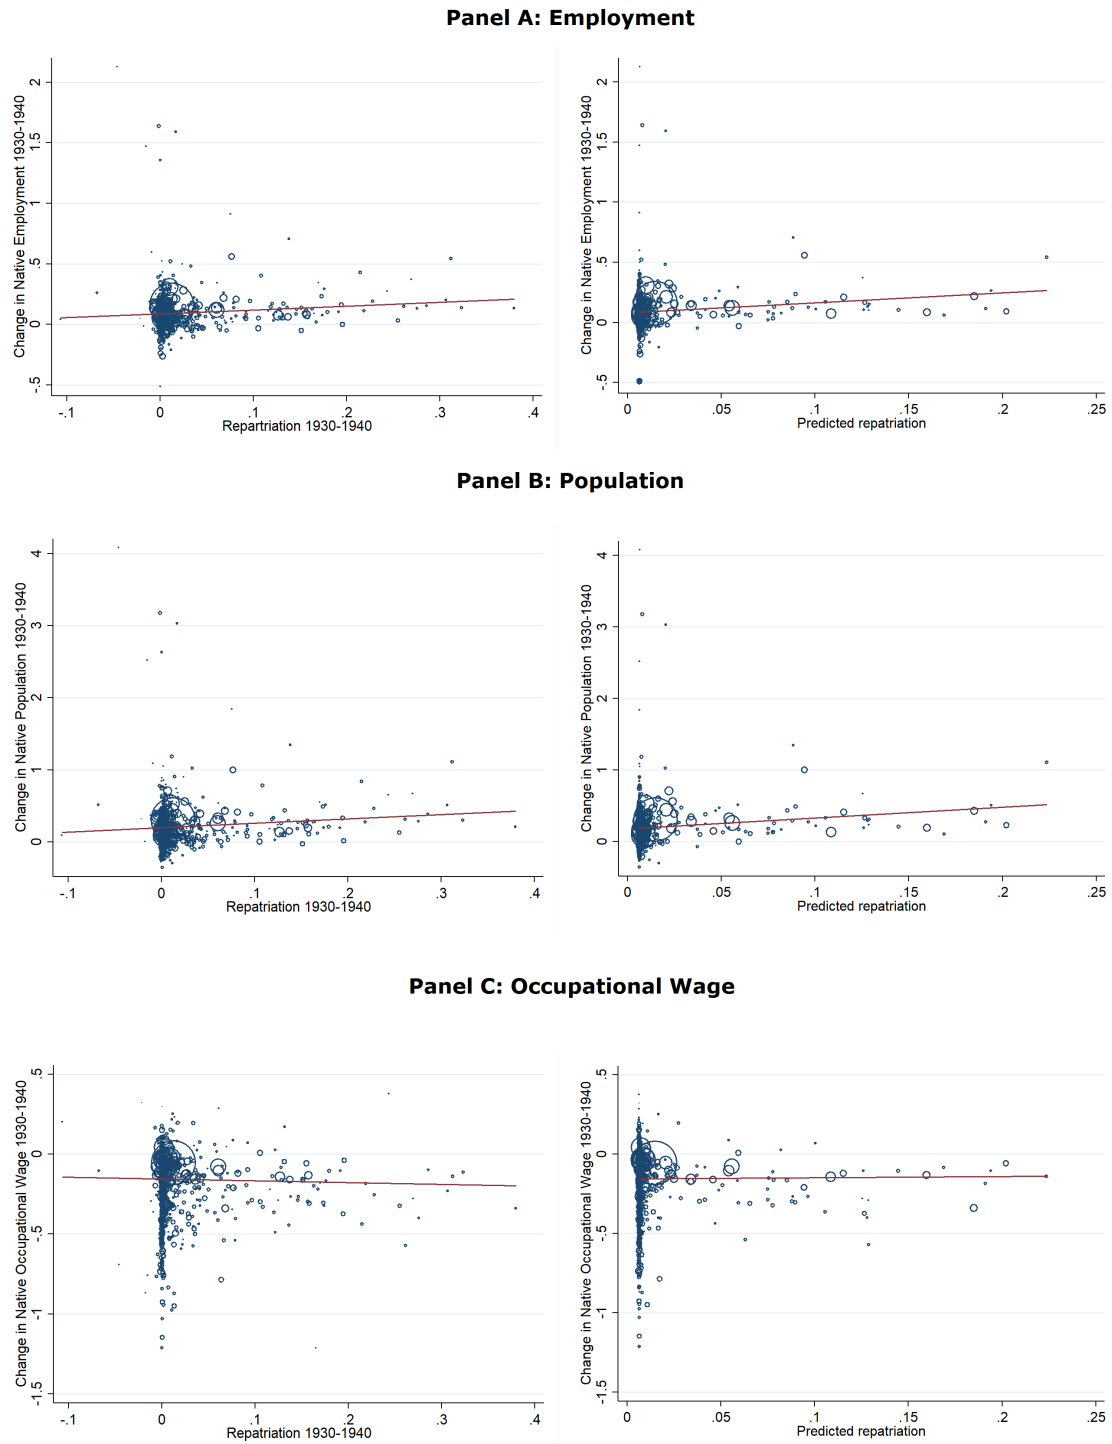 Panel A: Employment
Change in Native Employment 1930-1940
2
1.5
1
.5
0
-.5
-.1 0 .1 .2 .3 .4
Repartriation 1930-1940
Change in Native Employment 1930-1940
2
1.5
1
.5
0
-.5
0 .05 .1 .15 .2 .25
Predicted repatriation
Panel B: Population
Change in Native Population 1930-1940
4
3
2
1
0
-.1 0 .1 .2 .3 .4
Repatriation 1930-1940
Change in Native Population 1930-1940
4
3
2
1
0
0 .05 .1 .15 .2 .25
Predicted repatriation
Panel C: Occupational Wage
Change in Native Occupational Wage 1930-1940
.5
0
-.5
-1
-1.5
-.1 0 .1 .2 .3 .4
Repatriation 1930-1940
Change in Native Occupational Wage 1930-1940
.5
0
-.5
-1
-1.5
0 .05 .1 .15 .2 .25
Predicted repatriation